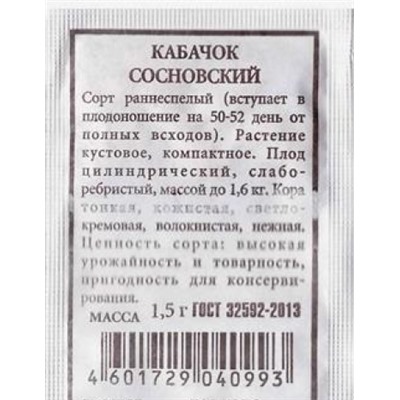 КАБАЧОК
СОСНОВСКИЙ
Сорт раннеспелый (вступает в
плодоношение на 50-52 день от
полных всходов). Растение
кустовое, компактное. Плод
цилиндрический, слабо-
ребристый, массой до 1,6 кг. Кора
тонкая, кожистая, светло-
кремовая, волокнистая, нежная.
Ценность сорта: высокая
урожайность и товарность,
пригодность для консерви-
рования.
МАССА 1,5 г ГОСТ 32592-2013
4 601729 040993